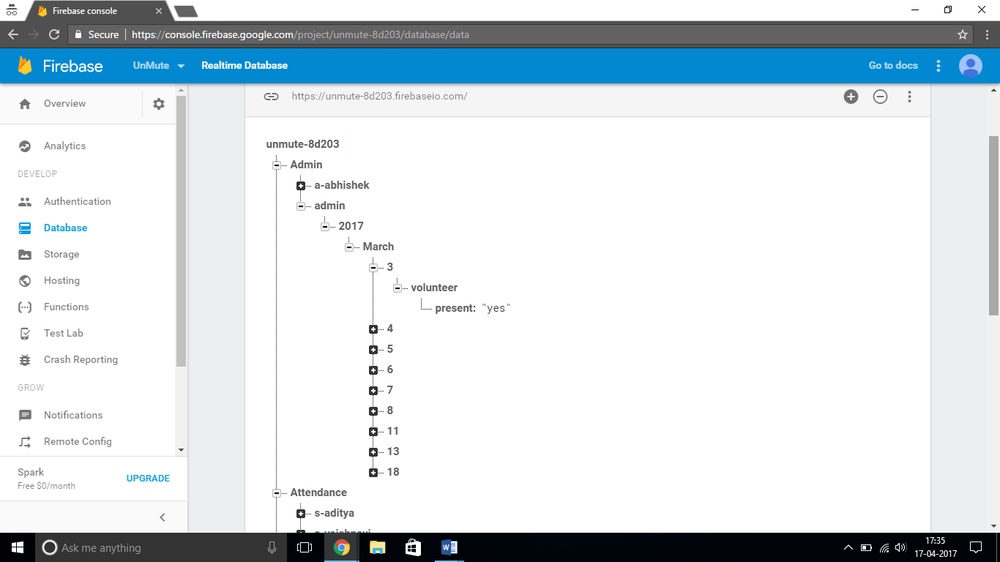 Firebase console
Secure https://console.firebase.google.com/project/unmute-8d203/database/data
Firebase UnMute Realtime Database Go to docs
Overview
Analytics
DEVELOP
Authentication
Database
Storage
Hosting
Functions
Test Lab
Crash Reporting
GROW
Notifications
Remote Config
Spark
Free $0/month
UPGRADE
https://unmute-8d203.firebaseio.com/
unmute-8d203
Admin
a-abhishek
admin
2017
March
3
volunteer
present: "yes"
4
5
6
7
8
11
13
18
Attendance
s-aditya
Ask me anything
17:35
17-04-2017